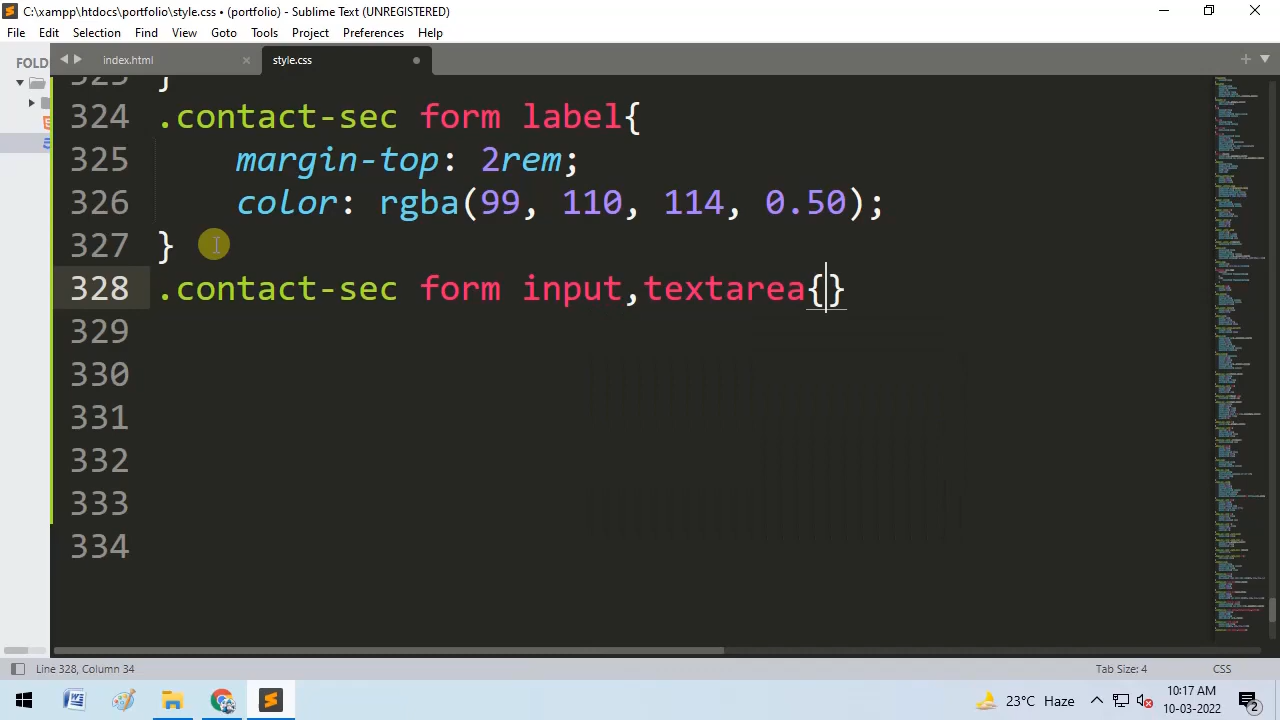 C:\xampp\htdocs\portfolio\style.css • (portfolio) - Sublime Text (UNREGISTERED)
File Edit Selection Find View Goto Tools Project Preferences Help
FOLD
index.html
style.css
323 }
324 .contact-sec form label{
325 margin-top: 2rem;
326 color: rgba(99, 110, 114, 0.50);
327 }
328 .contact-sec form input,textarea{}
329
330
331
332
333
334
Line 328, Column 34
Tab Size: 4
CSS
23°C Haze
10:17 AM
10-03-2022
2